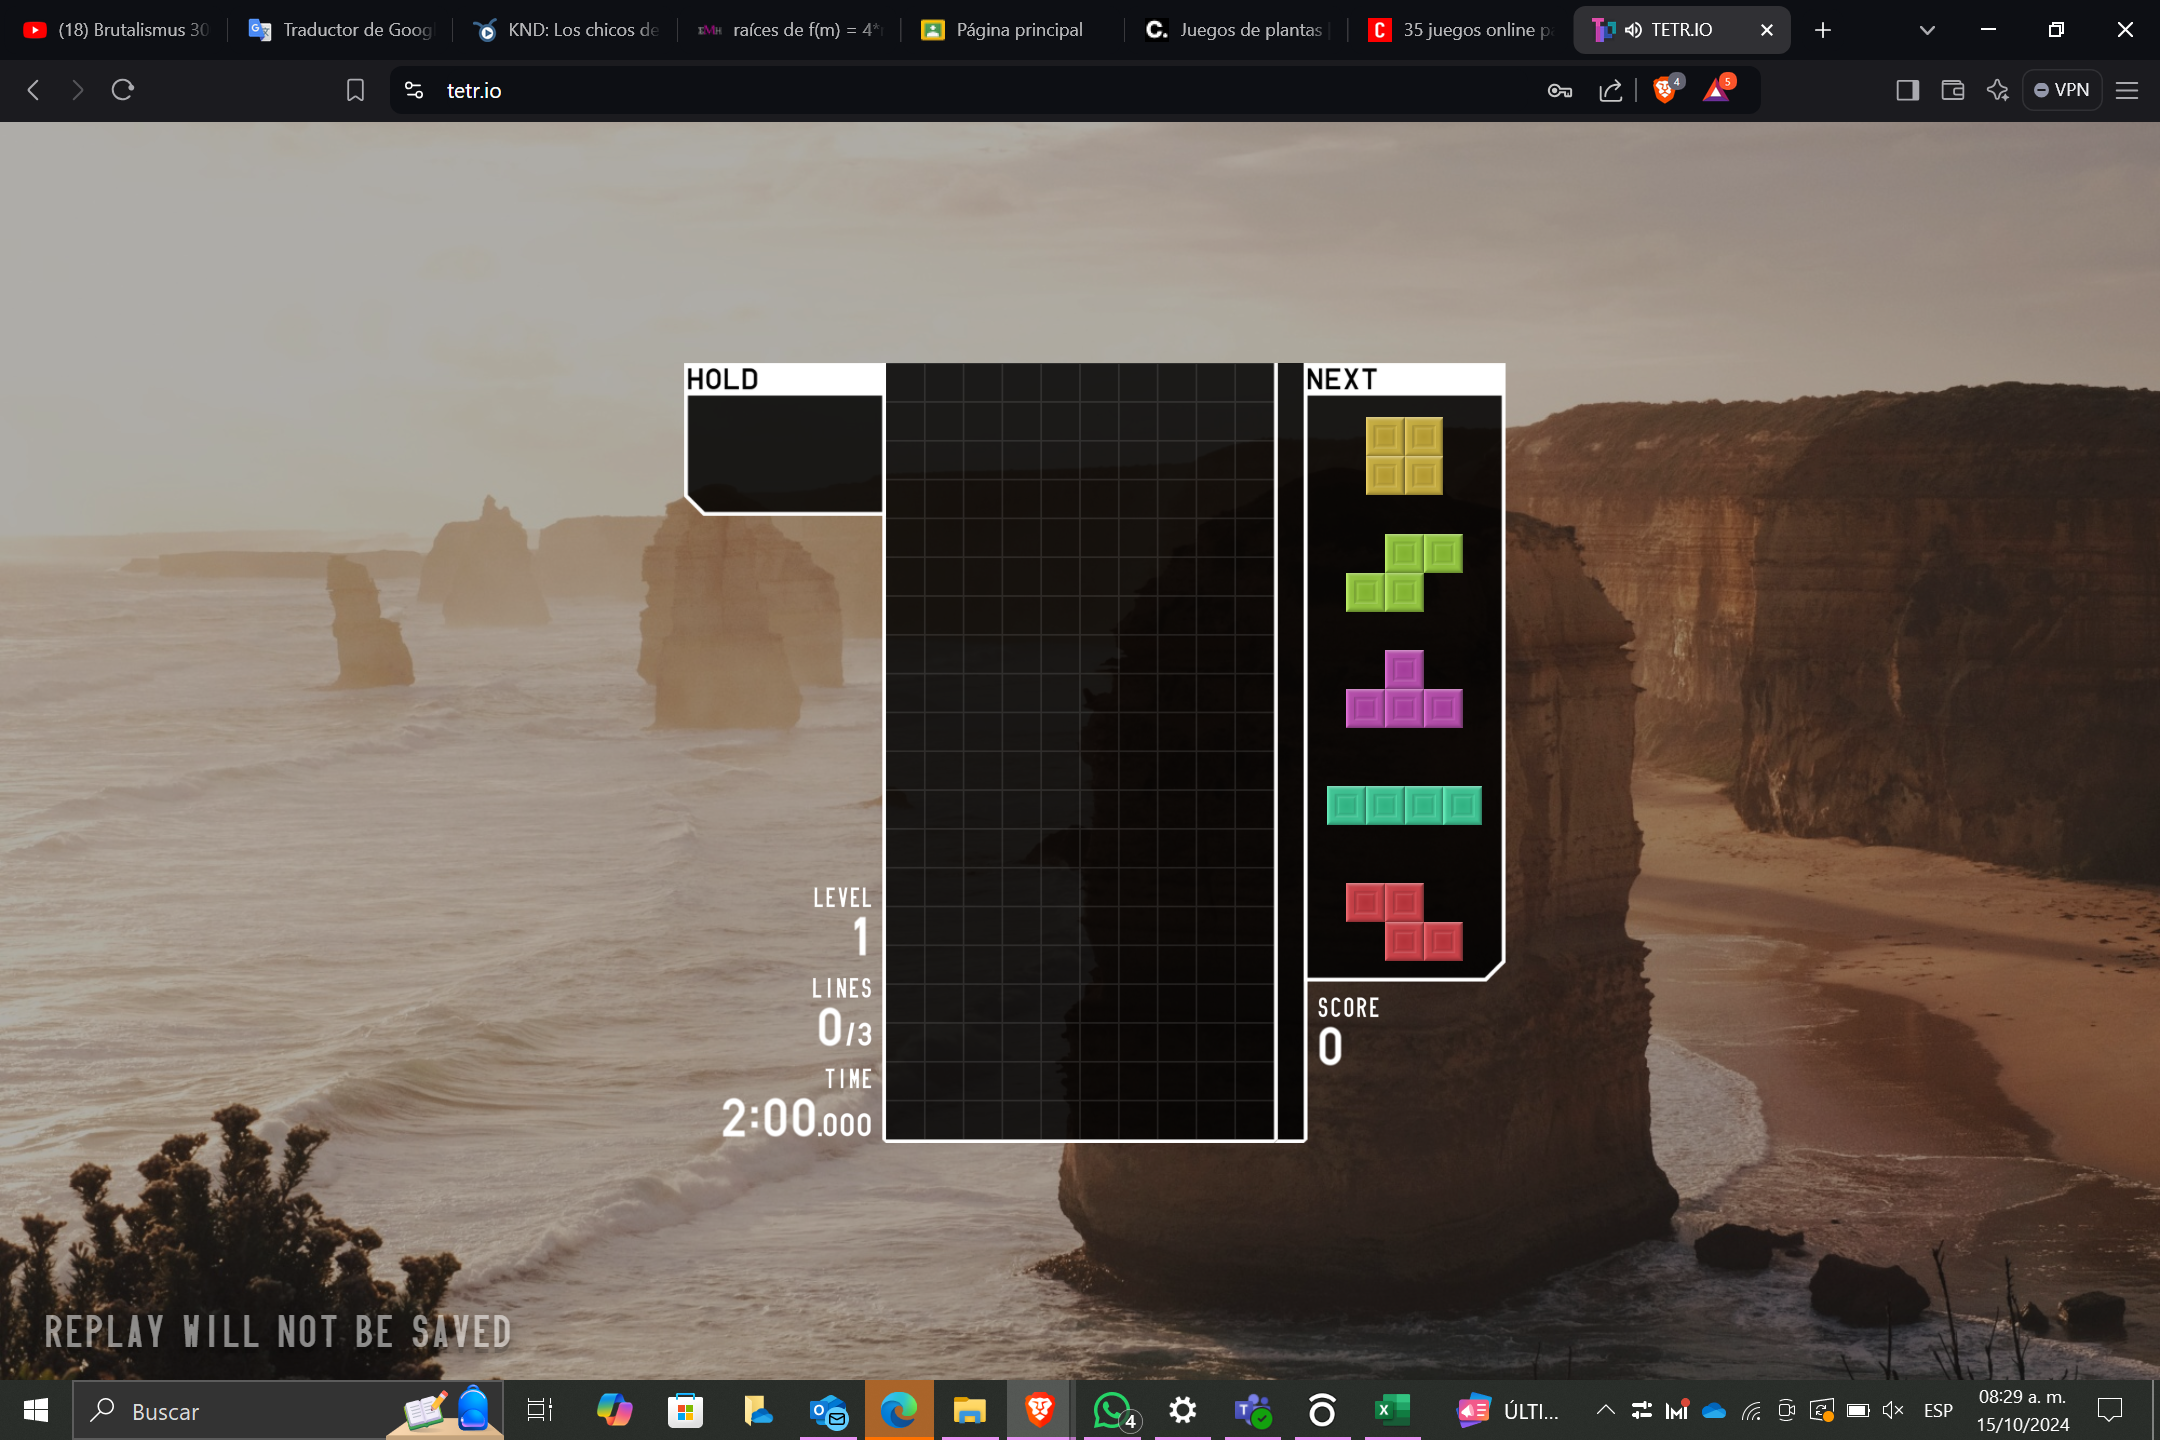 (18) Brutalismus 30
Traductor de Goog
KND: Los chicos de
raíces de f(m) = 4*
Página principal
Juegos de plantas
35 juegos online p
TETR.IO
tetr.io
4
5
VPN
HOLD
NEXT
LEVEL
1
LINES
0/3
TIME
2:00.000
SCORE
0
REPLAY WILL NOT BE SAVED
Buscar
4
ÚLTI...
ESP
08:29 a. m.
15/10/2024